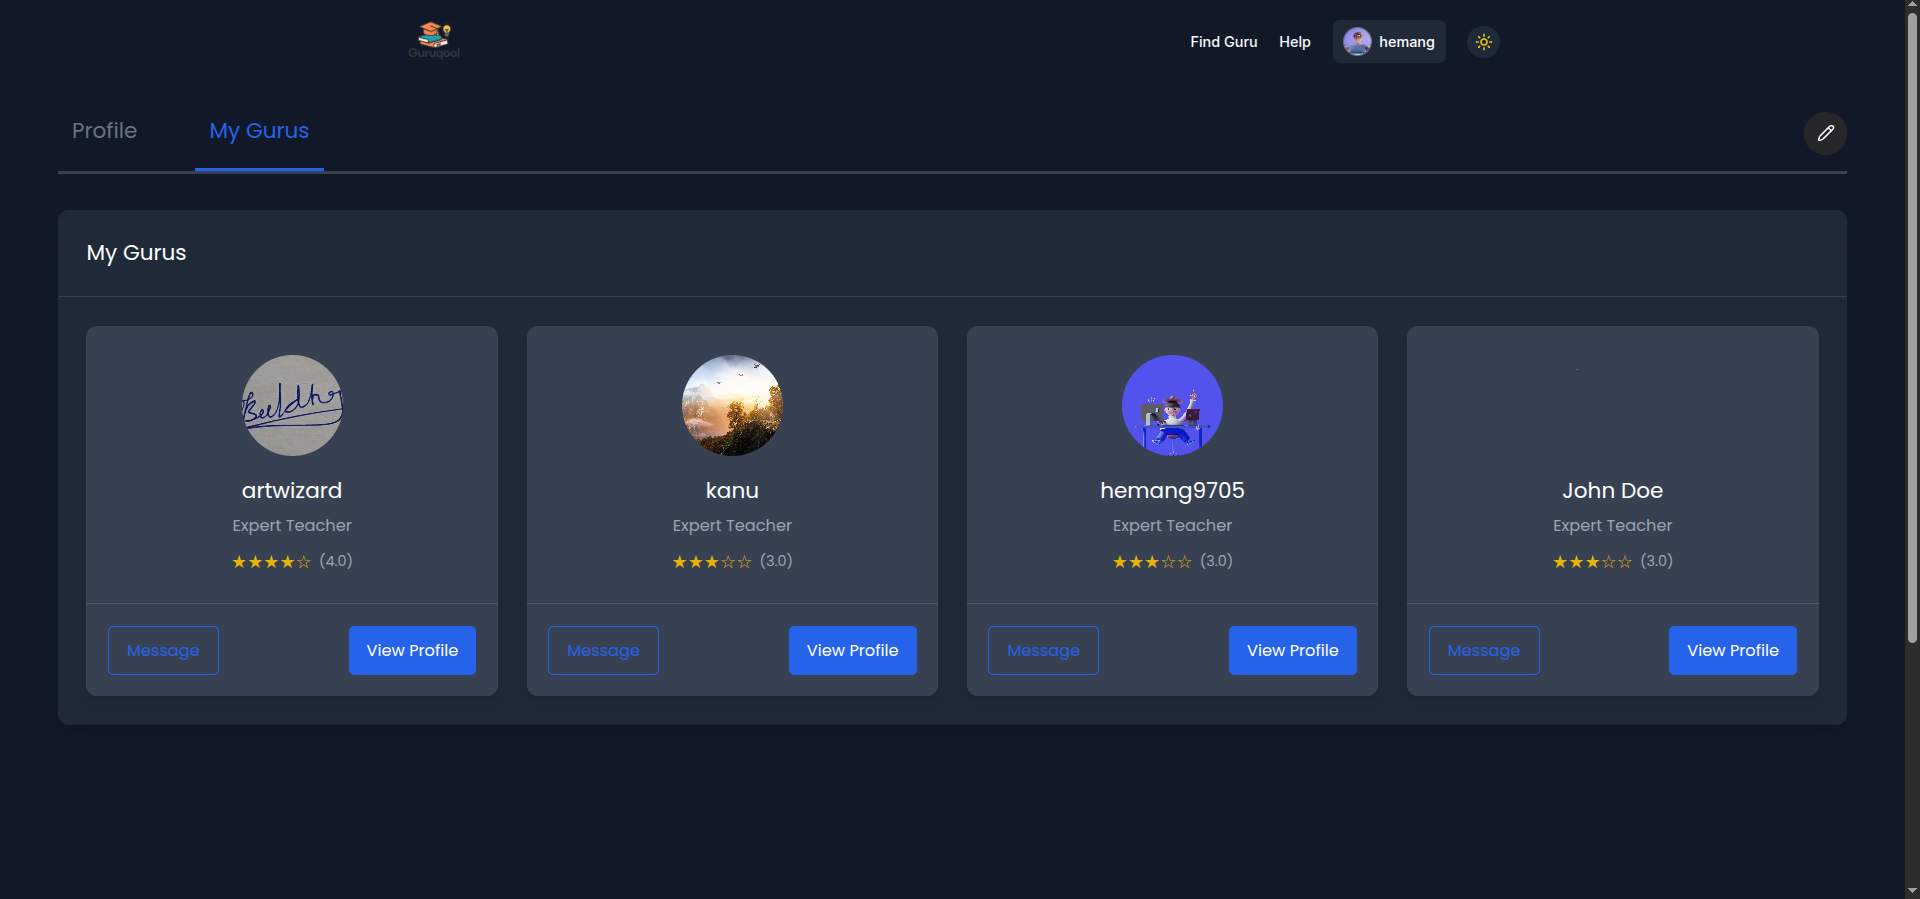 Guruqool
Find Guru
Help
hemang
Profile
My Gurus
My Gurus
artwizard
Expert Teacher
★★★★☆ (4.0)
Message
View Profile
kanu
Expert Teacher
★★★☆☆ (3.0)
Message
View Profile
hemang9705
Expert Teacher
★★★☆☆ (3.0)
Message
View Profile
John Doe
Expert Teacher
★★★☆☆ (3.0)
Message
View Profile